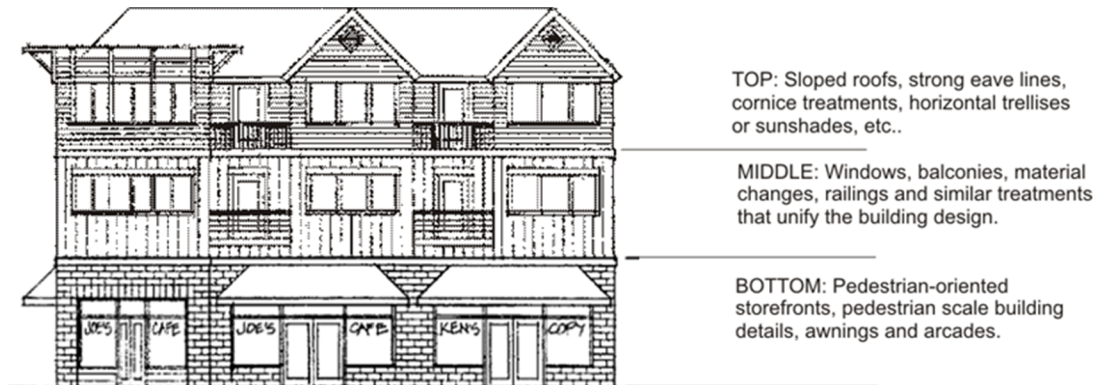 TOP: Sloped roofs, strong eave lines,
cornice treatments, horizontal trellises
or sunshades, etc..
MIDDLE: Windows, balconies, material
changes, railings and similar treatments
that unify the building design.
BOTTOM: Pedestrian-oriented
storefronts, pedestrian scale building
details, awnings and arcades.
JOE'S CAFE JOE'S CAFE KEN'S COPY